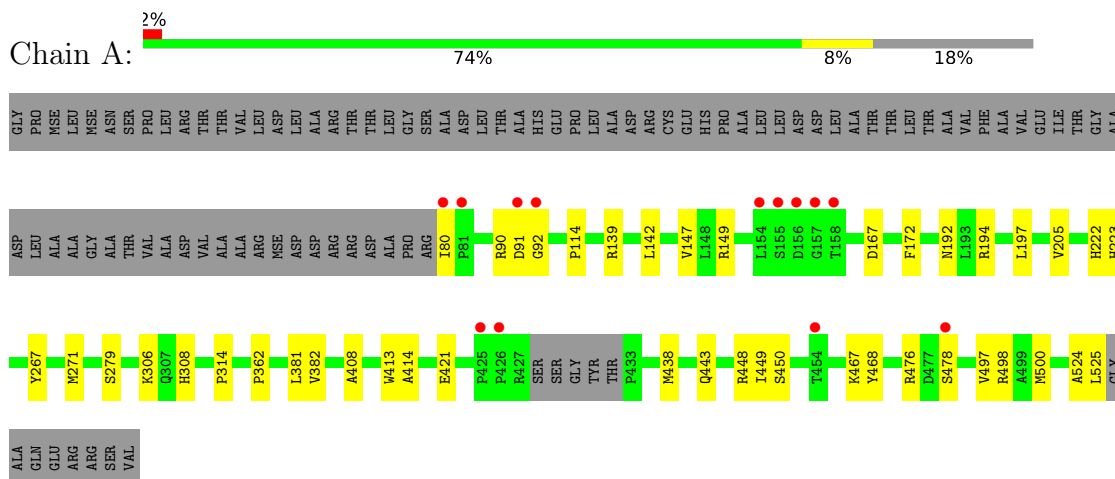 2%
Chain A:
74% 8% 18%
GLY PRO MSE LEU MSE ASN SER PRO LEU ARG THR THR VAL LEU ASP LEU ALA ARG THR THR LEU GLY SER ALA ASP LEU THR ALA HIS GLU PRO LEU ALA ASP ARG CYS GLU HIS PRO ALA LEU LEU ASP ASP LEU ALA THR THR LEU THR ALA VAL PHE ALA VAL GLU ILE THR GLY ALA
ASP LEU ALA ALA GLY ALA THR VAL ALA ASP VAL ALA ALA ARG MSE ASP ASP ARG ARG ASP ALA PRO ARG I80 P81 R90 D91 G92 P114 R139 L142 V147 L148 R149 L154 S155 D156 G157 T158 D167 F172 N192 L193 R194 L197 V205 H222 H223
Y267 M271 S279 K306 Q307 H308 P314 P362 L381 V382 A408 W413 A414 E421 P425 P426 R427 SER SER GLY TYR THR P433 M438 Q443 R448 I449 S450 T454 K467 Y468 R476 D477 S478 V497 R498 A499 M500 A524 L525 GLY
ALA GLN GLU ARG ARG SER VAL